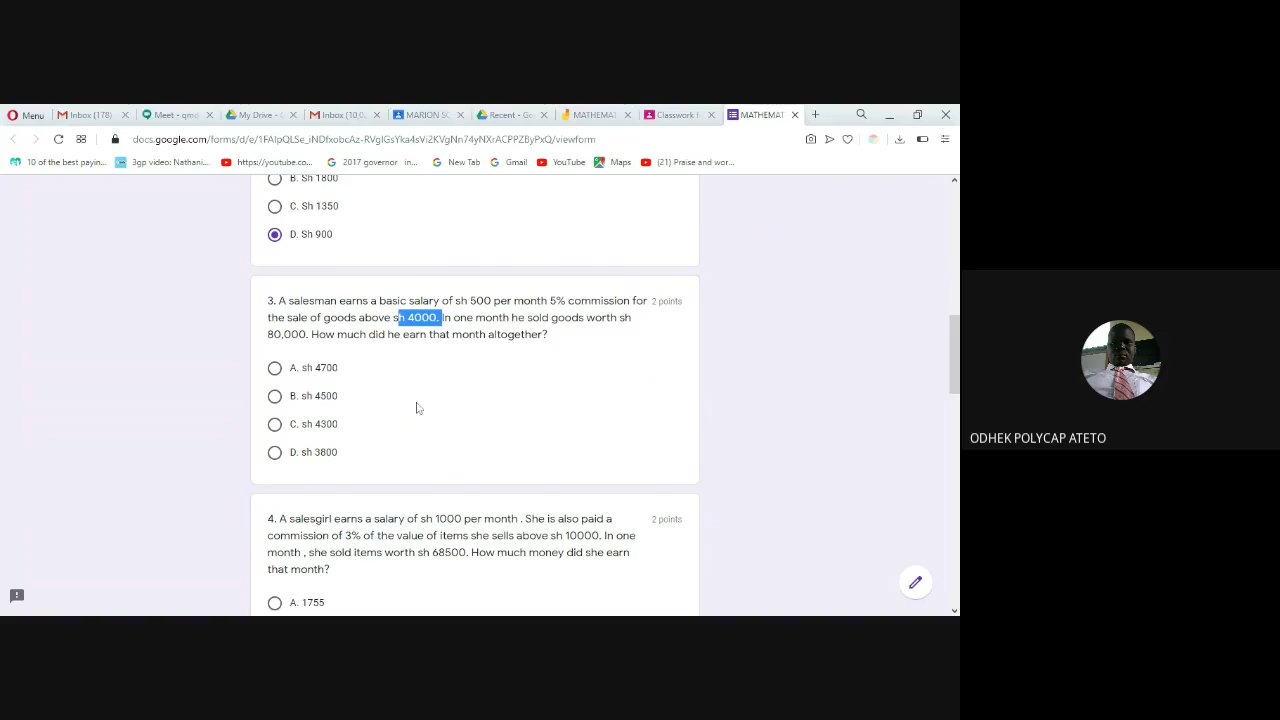 Menu
Inbox (178)
Meet - qmq
My Drive - G
Inbox (10,0
MARION SC
Recent - Go
MATHEMAT
Classwork f
MATHEMAT
docs.google.com/forms/d/e/1FAIpQLSe_iNDfxobcAz-RVgIGsYka4sVi2KVgNn74yNXrACPPZByPxQ/viewform
10 of the best payin...
3gp video: Nathani...
https://youtube.co...
2017 governor in...
New Tab
Gmail
YouTube
Maps
(21) Praise and wor...
B. Sh 1800
C. Sh 1350
D. Sh 900
3. A salesman earns a basic salary of sh 500 per month 5% commission for
2 points
the sale of goods above sh 4000. In one month he sold goods worth sh
80,000. How much did he earn that month altogether?
A. sh 4700
B. sh 4500
C. sh 4300
D. sh 3800
4. A salesgirl earns a salary of sh 1000 per month . She is also paid a
2 points
commission of 3% of the value of items she sells above sh 10000. In one
month , she sold items worth sh 68500. How much money did she earn
that month?
A. 1755
ODHEK POLYCAP ATETO